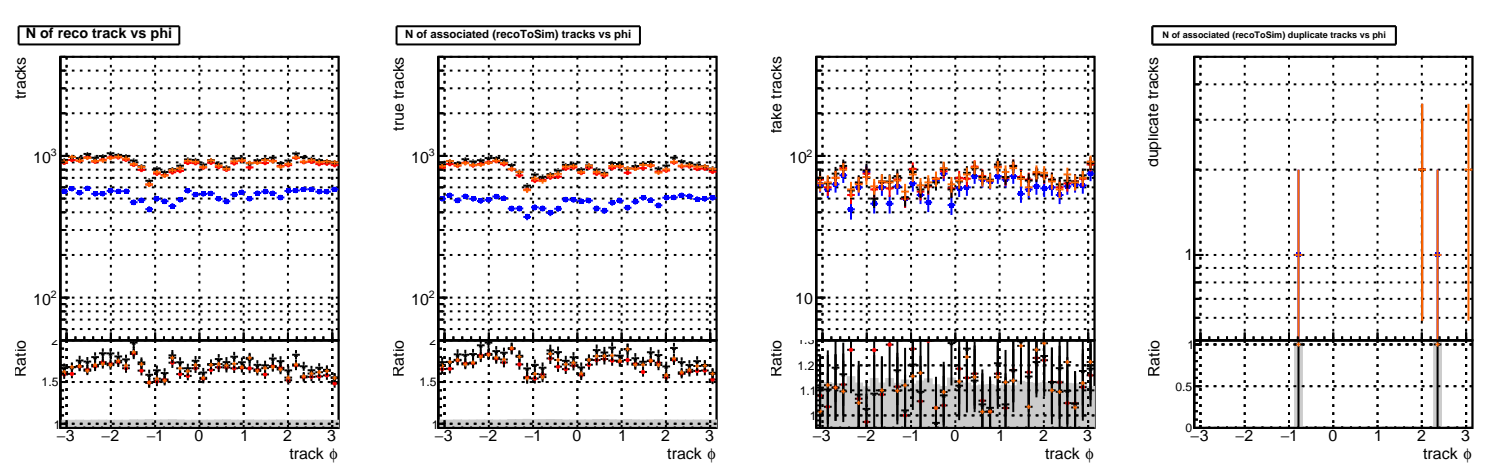 N of reco track vs phi
N of associated (recoToSim) tracks vs phi
N of associated (recoToSim) duplicate tracks vs phi
tracks
10³
10²
Ratio
2
1.5
1
−3 −2 −1 0 1 2 3
track ϕ
true tracks
10³
10²
Ratio
2
1.5
1
−3 −2 −1 0 1 2 3
track ϕ
fake tracks
10²
10
Ratio
1.3
1.2
1.1
1
−3 −2 −1 0 1 2 3
track ϕ
duplicate tracks
1
Ratio
1
0.5
0
−3 −2 −1 0 1 2 3
track ϕ